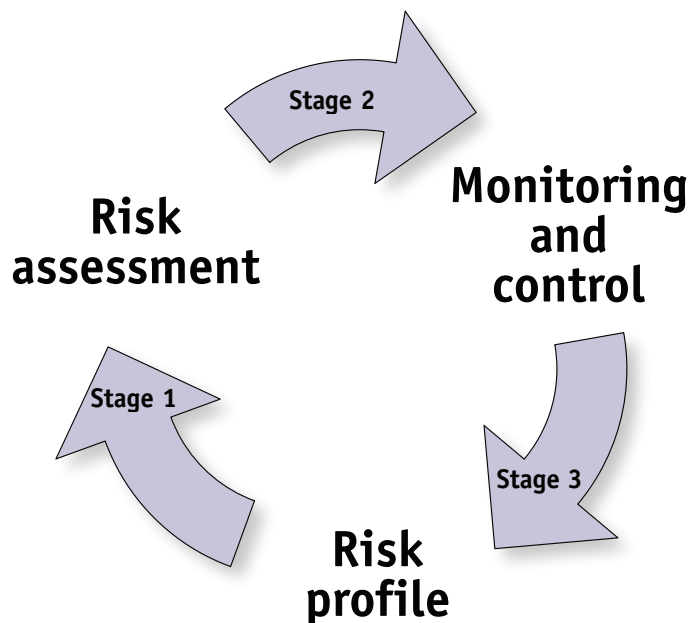 Stage 2
Monitoring
and
control
Risk
assessment
Stage 1
Stage 3
Risk
profile